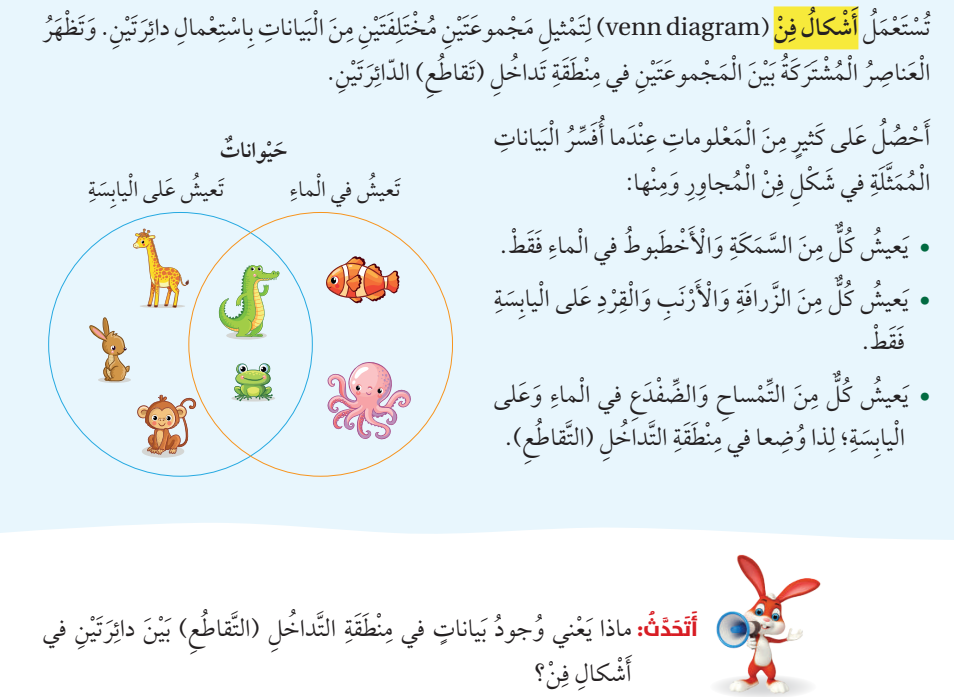 تُسْتَعْمَلُ أَشْكالُ فِنْ (venn diagram) لِتَمْثيلِ مَجْموعَتَيْنِ مُخْتَلِفَتَيْنِ مِنَ الْبَياناتِ بِاسْتِعْمالِ دائِرَتَيْنِ. وَتَظْهَرُ
الْعَناصِرُ الْمُشْتَرَكَةُ بَيْنَ الْمَجْموعَتَيْنِ في مِنْطَقَةِ تَداخُلِ (تَقاطُعِ) الدّائِرَتَيْنِ.
أَحْصُلُ عَلى كَثيرٍ مِنَ الْمَعْلوماتِ عِنْدَما أُفَسِّرُ الْبَياناتِ
الْمُمَثَّلَةِ في شَكْلِ فِنْ الْمُجاوِرِ وَمِنْها:
• يَعيشُ كُلٌّ مِنَ السَّمَكَةِ وَالْأَخْطَبوطُ في الْماءِ فَقَطْ.
• يَعيشُ كُلٌّ مِنَ الزَّرافَةِ وَالْأَرْنَبِ وَالْقِرْدِ عَلى الْيابِسَةِ
فَقَطْ.
• يَعيشُ كُلٌّ مِنَ التِّمْساحِ وَالضِّفْدَعِ في الْماءِ وَعَلى
الْيابِسَةِ؛ لِذا وُضِعا في مِنْطَقَةِ التَّداخُلِ (التَّقاطُعِ).
حَيْواناتٌ
تَعيشُ في الْماءِ
تَعيشُ عَلى الْيابِسَةِ
أَتَحَدَّثُ: ماذا يَعْني وُجودُ بَياناتٍ في مِنْطَقَةِ التَّداخُلِ (التَّقاطُعِ) بَيْنَ دائِرَتَيْنِ في
أَشْكالِ فِنْ؟